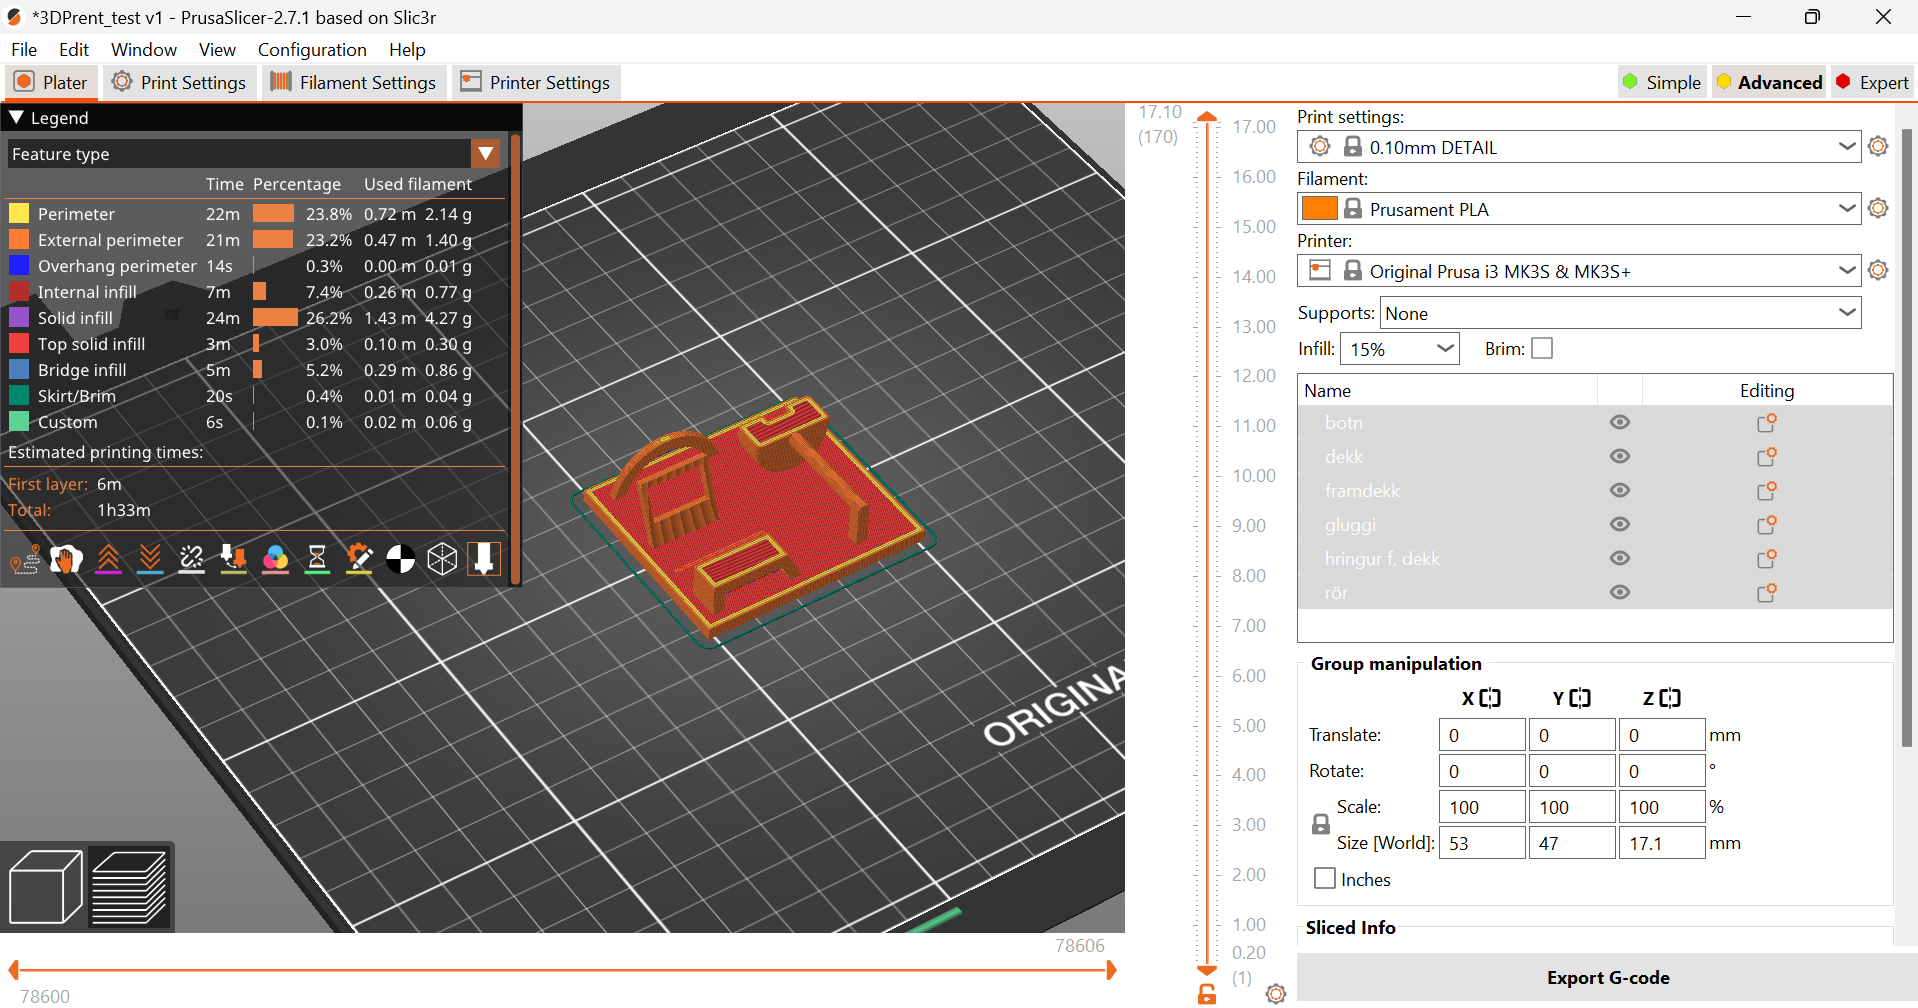 *3DPrent_test v1 - PrusaSlicer-2.7.1 based on Slic3r
File Edit Window View Configuration Help
Plater Print Settings Filament Settings Printer Settings Simple Advanced Expert
Legend
Feature type
Time Percentage Used filament
Perimeter 22m 23.8% 0.72 m 2.14 g
External perimeter 21m 23.2% 0.47 m 1.40 g
Overhang perimeter 14s 0.3% 0.00 m 0.01 g
Internal infill 7m 7.4% 0.26 m 0.77 g
Solid infill 24m 26.2% 1.43 m 4.27 g
Top solid infill 3m 3.0% 0.10 m 0.30 g
Bridge infill 5m 5.2% 0.29 m 0.86 g
Skirt/Brim 20s 0.4% 0.01 m 0.04 g
Custom 6s 0.1% 0.02 m 0.06 g
Estimated printing times:
First layer: 6m
Total: 1h33m
ORIGINA
78606
78600
17.10
(170)
17.00
16.00
15.00
14.00
13.00
12.00
11.00
10.00
9.00
8.00
7.00
6.00
5.00
4.00
3.00
2.00
1.00
0.20
(1)
Print settings:
0.10mm DETAIL
Filament:
Prusament PLA
Printer:
Original Prusa i3 MK3S & MK3S+
Supports: None
Infill: 15% Brim:
Name Editing
botn
dekk
framdekk
gluggi
hringur f, dekk
rör
Group manipulation
X Y Z
Translate: 0 0 0 mm
Rotate: 0 0 0 °
Scale: 100 100 100 %
Size [World]: 53 47 17.1 mm
Inches
Sliced Info
Export G-code